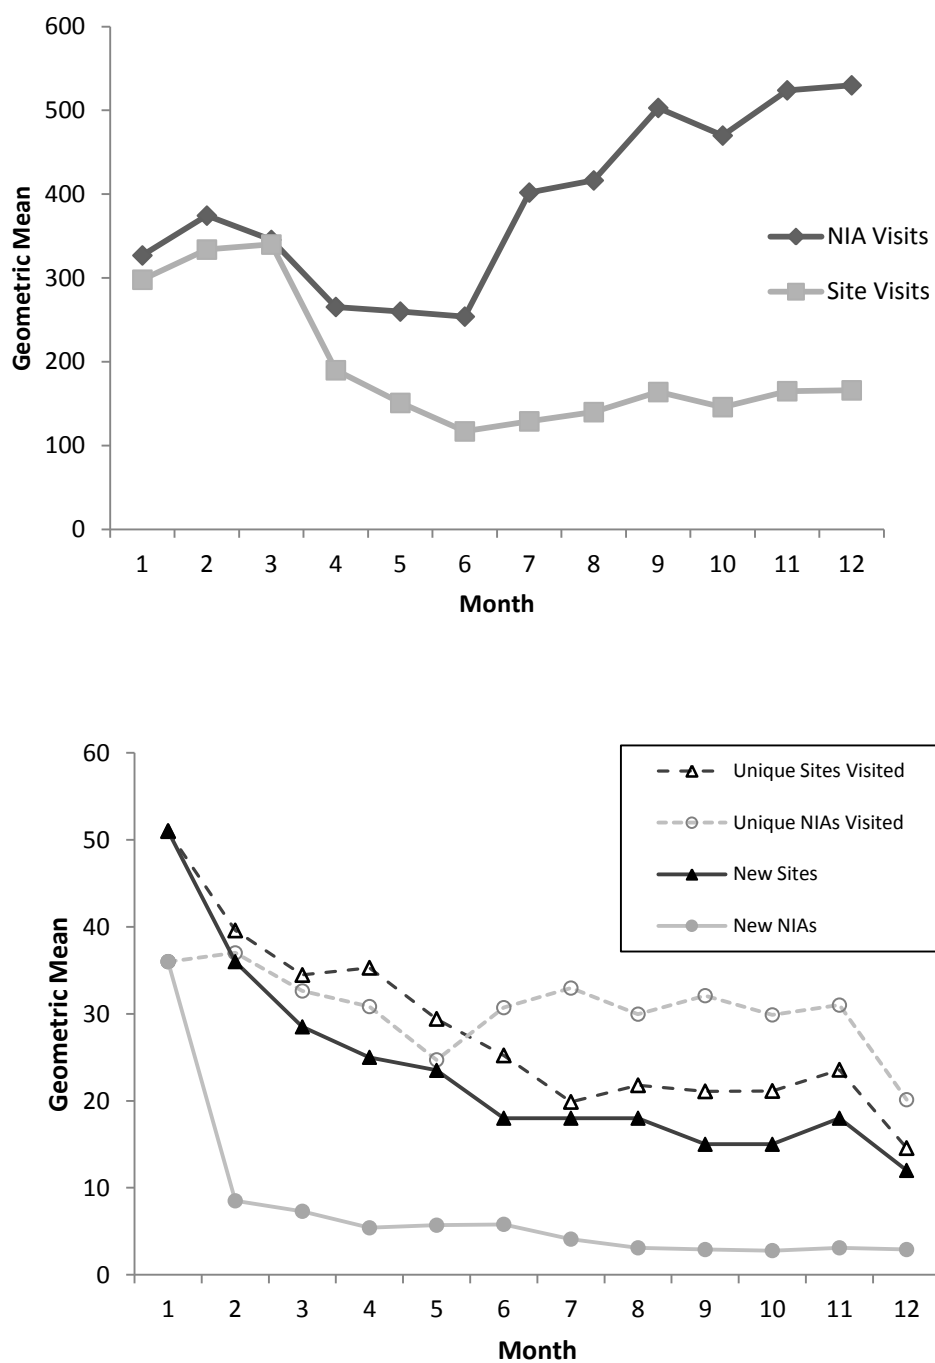 600
500
400
300
200
100
0
Geometric Mean
NIA Visits
Site Visits
1 2 3 4 5 6 7 8 9 10 11 12
Month
60
50
40
30
20
10
0
Geometric Mean
Unique Sites Visited
Unique NIAs Visited
New Sites
New NIAs
1 2 3 4 5 6 7 8 9 10 11 12
Month